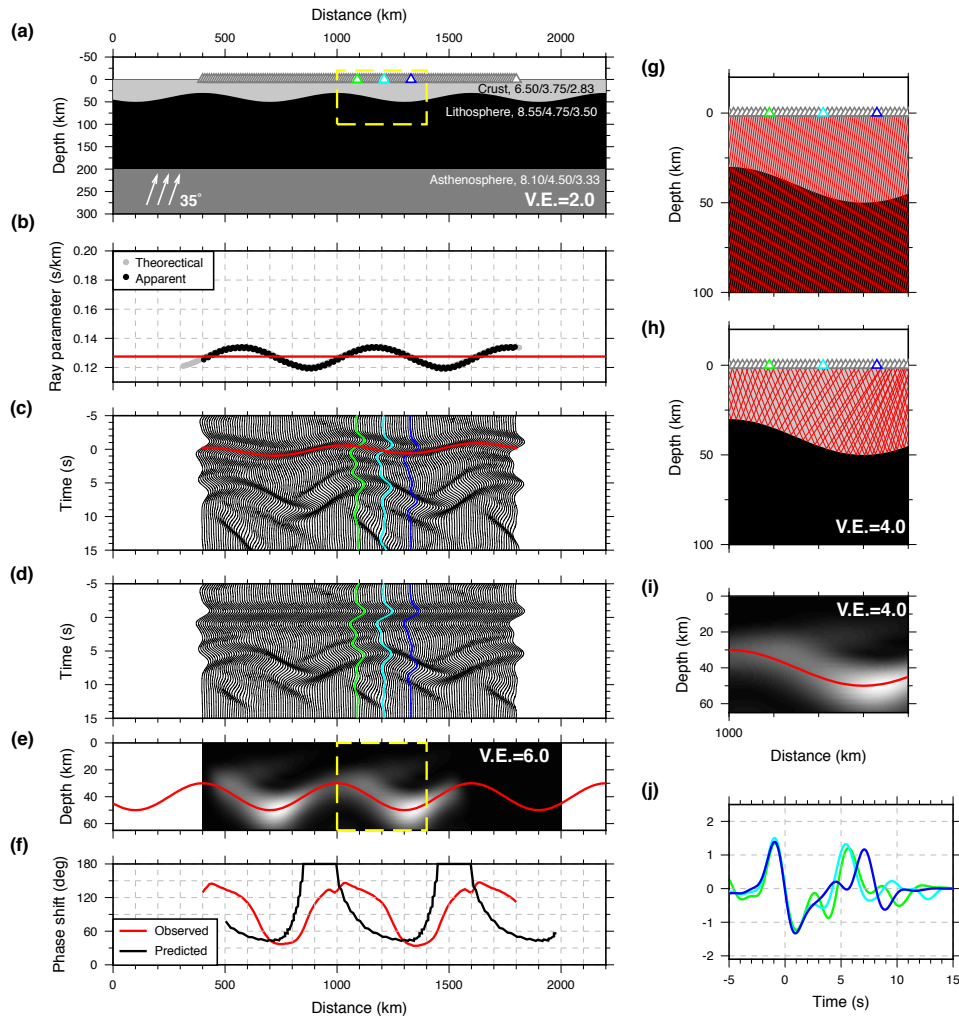 Distance (km)
(a)
0 500 1000 1500 2000
-50
0
50
100
150
200
250
300
Depth (km)
Crust, 6.50/3.75/2.83
Lithosphere, 8.55/4.75/3.50
Asthenosphere, 8.10/4.50/3.33
35°
V.E.=2.0
(b)
0.20
0.18
0.16
0.14
0.12
Ray parameter (s/km)
Theorectical
Apparent
(c)
-5
0
5
10
15
Time (s)
(d)
-5
0
5
10
15
Time (s)
(e)
0
20
40
60
Depth (km)
V.E.=6.0
(f)
180
120
60
0
Phase shift (deg)
Observed
Predicted
0 500 1000 1500 2000
Distance (km)
(g)
0
50
100
Depth (km)
(h)
0
50
100
Depth (km)
V.E.=4.0
(i)
0
20
40
60
Depth (km)
V.E.=4.0
1000
Distance (km)
(j)
2
1
0
-1
-2
-5 0 5 10 15
Time (s)